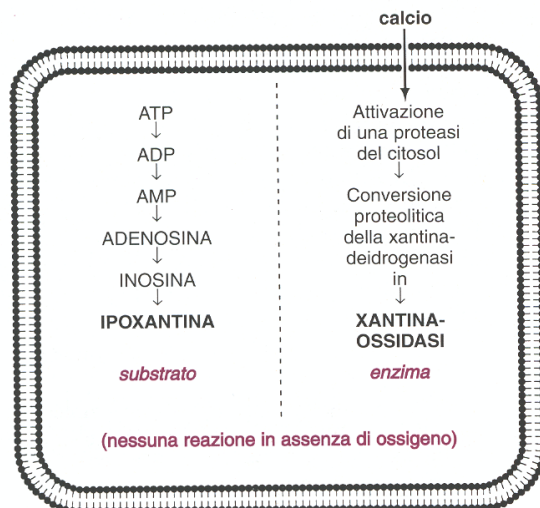 calcio
ATP
↓
ADP
↓
AMP
↓
ADENOSINA
↓
INOSINA
↓
IPOXANTINA
substrato
Attivazione
di una proteasi
del citosol
↓
Conversione
proteolitica
della xantina-
deidrogenasi
in
↓
XANTINA-
OSSIDASI
enzima
(nessuna reazione in assenza di ossigeno)